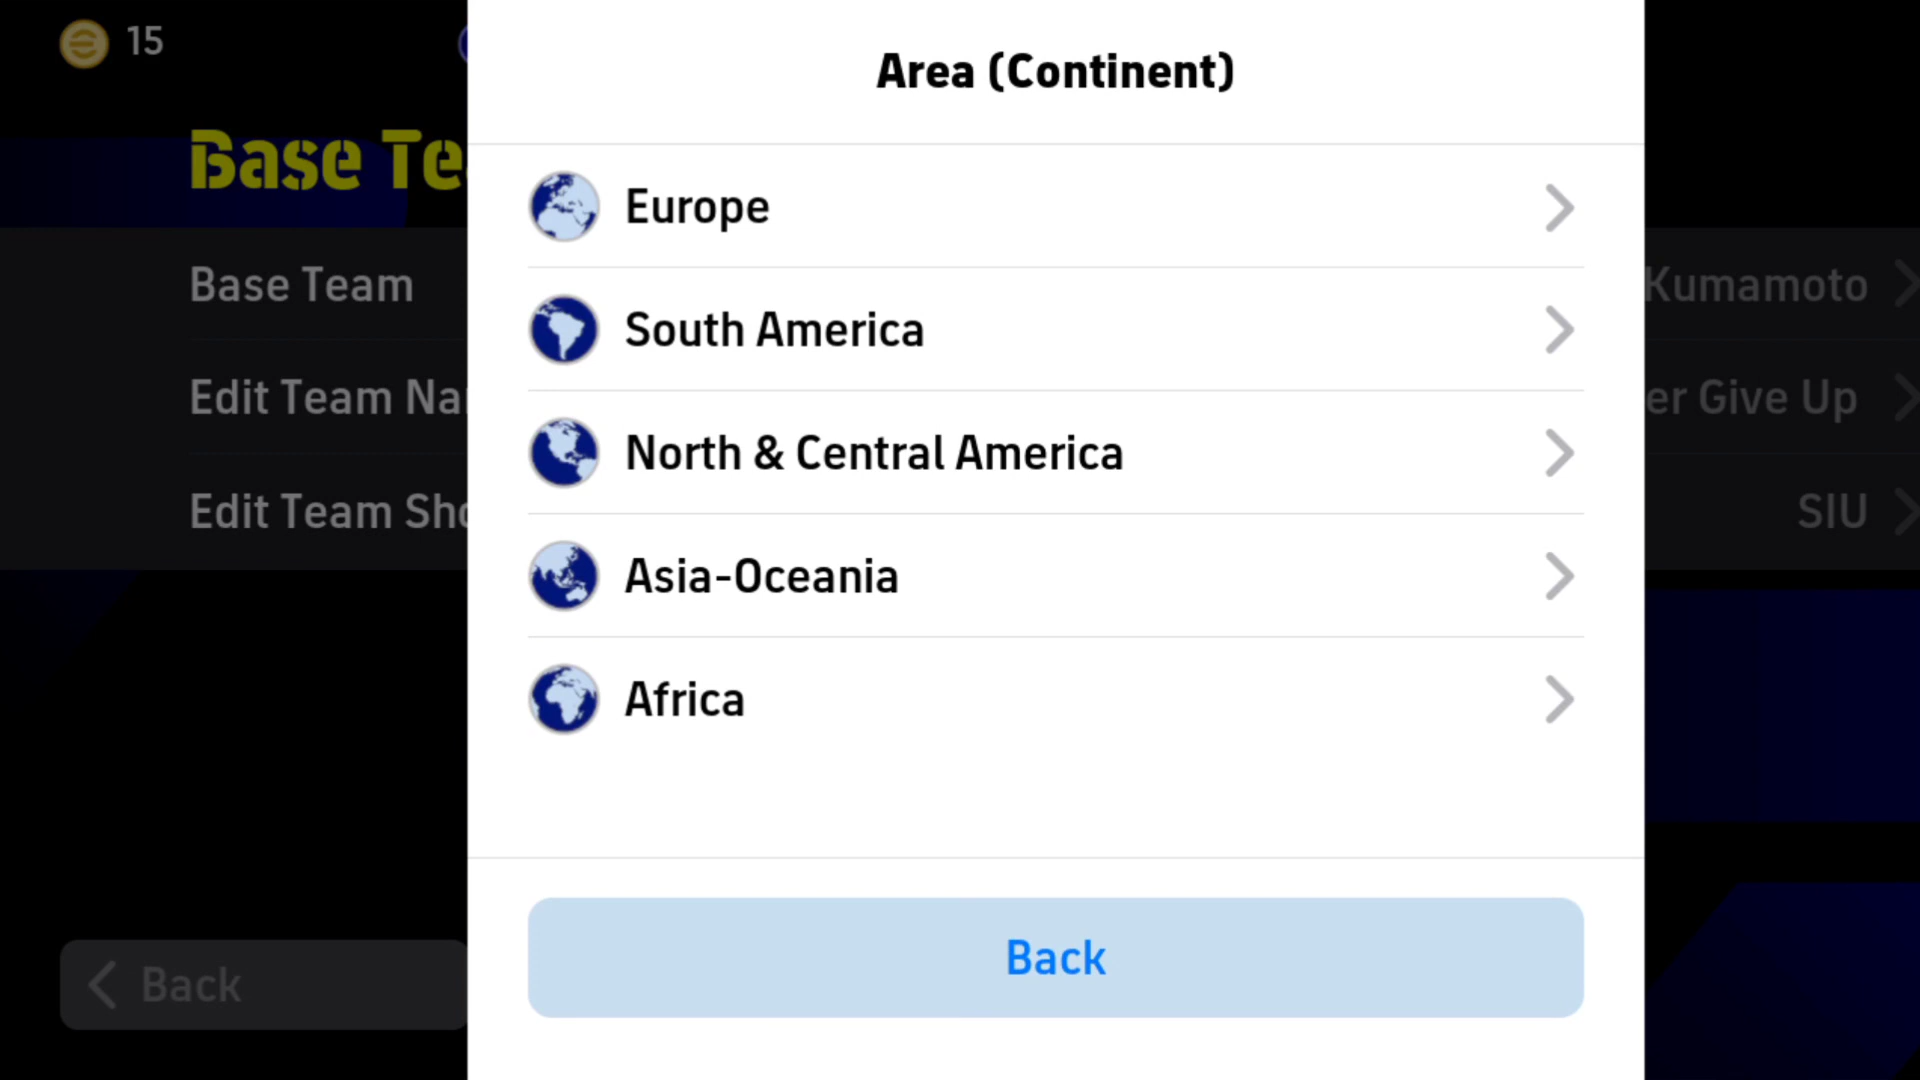 15
Area (Continent)
Base Te
Europe
Base Team
Kumamoto
South America
Edit Team Na
er Give Up
North & Central America
Edit Team Sho
SIU
Asia-Oceania
Africa
Back
Back